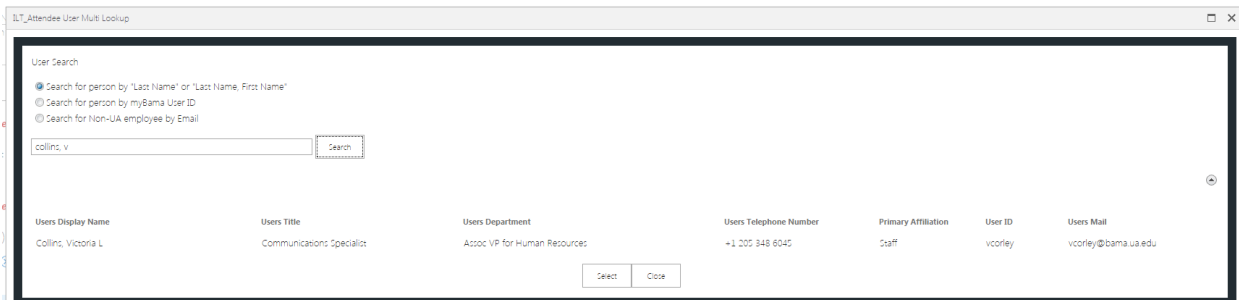 ILT_Attendee User Multi Lookup
User Search
Search for person by "Last Name" or "Last Name, First Name"
Search for person by myBama User ID
Search for Non-UA employee by Email
collins, v
Search
Users Display Name Users Title Users Department Users Telephone Number Primary Affiliation User ID Users Mail
Collins, Victoria L Communications Specialist Assoc VP for Human Resources +1 205 348 6045 Staff vcorley vcorley@bama.ua.edu
Select Close